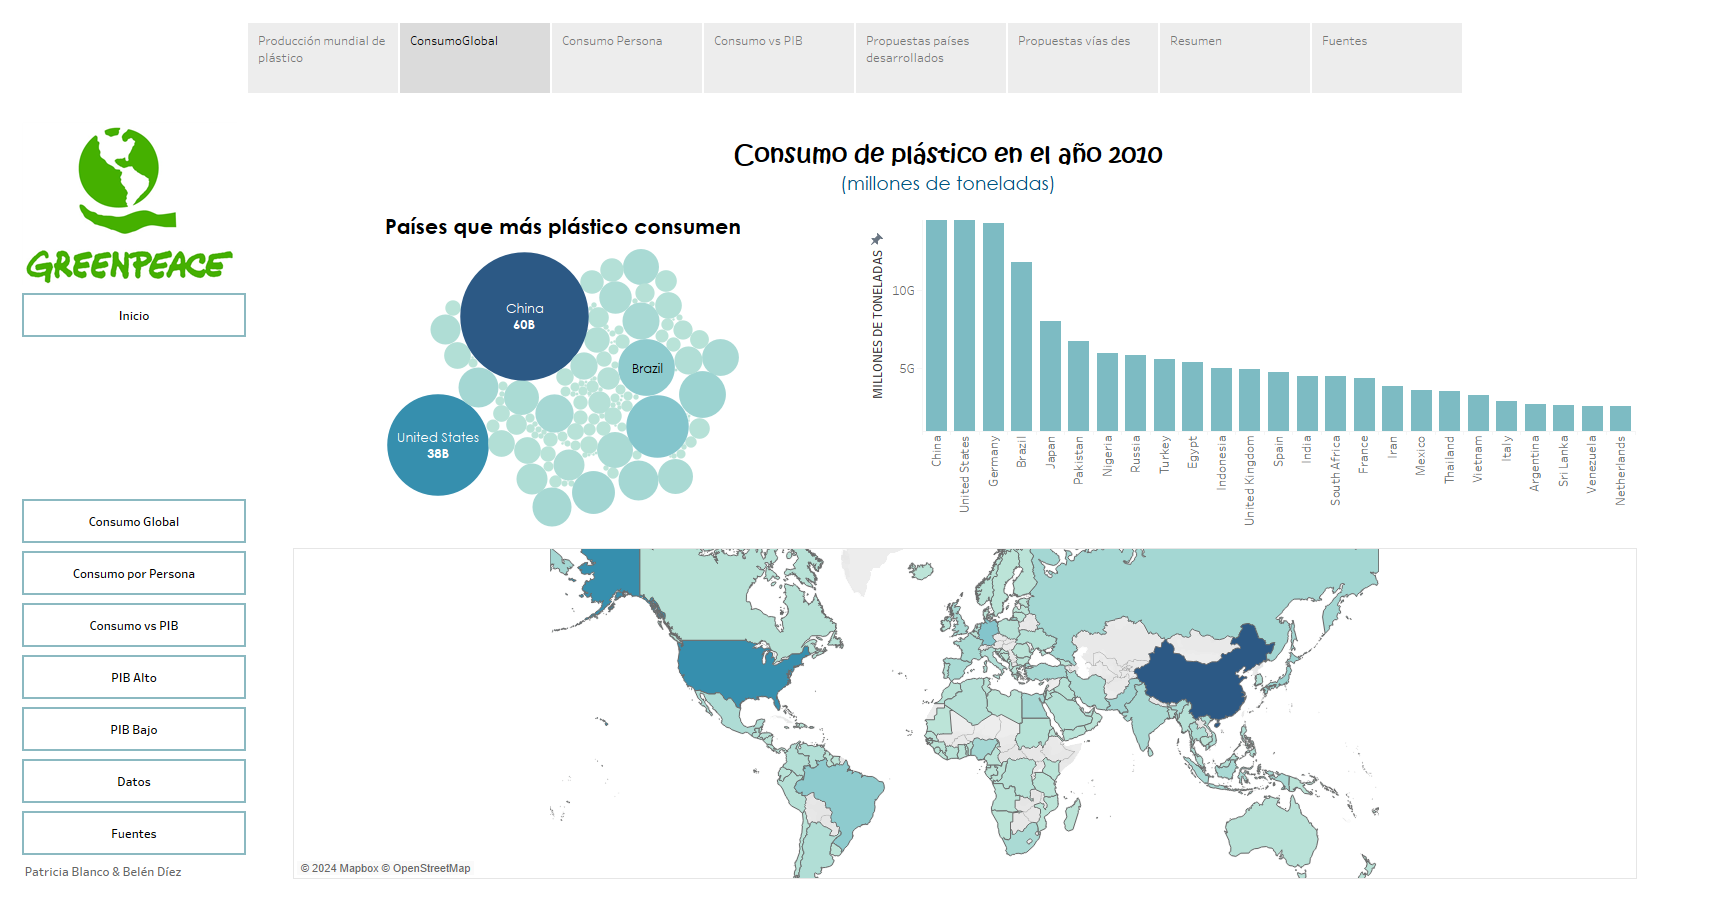 Producción mundial de
plástico
ConsumoGlobal
Consumo Persona
Consumo vs PIB
Propuestas países
desarrollados
Propuestas vías des
Resumen
Fuentes
GREENPEACE
Inicio
Consumo Global
Consumo por Persona
Consumo vs PIB
PIB Alto
PIB Bajo
Datos
Fuentes
Patricia Blanco & Belén Díez
Consumo de plástico en el año 2010
(millones de toneladas)
Países que más plástico consumen
China
60B
Brazil
United States
38B
MILLONES DE TONELADAS
10G
5G
China
United States
Germany
Brazil
Japan
Pakistan
Nigeria
Russia
Turkey
Egypt
Indonesia
United Kingdom
Spain
India
South Africa
France
Iran
Mexico
Thailand
Vietnam
Italy
Argentina
Sri Lanka
Venezuela
Netherlands
© 2024 Mapbox © OpenStreetMap